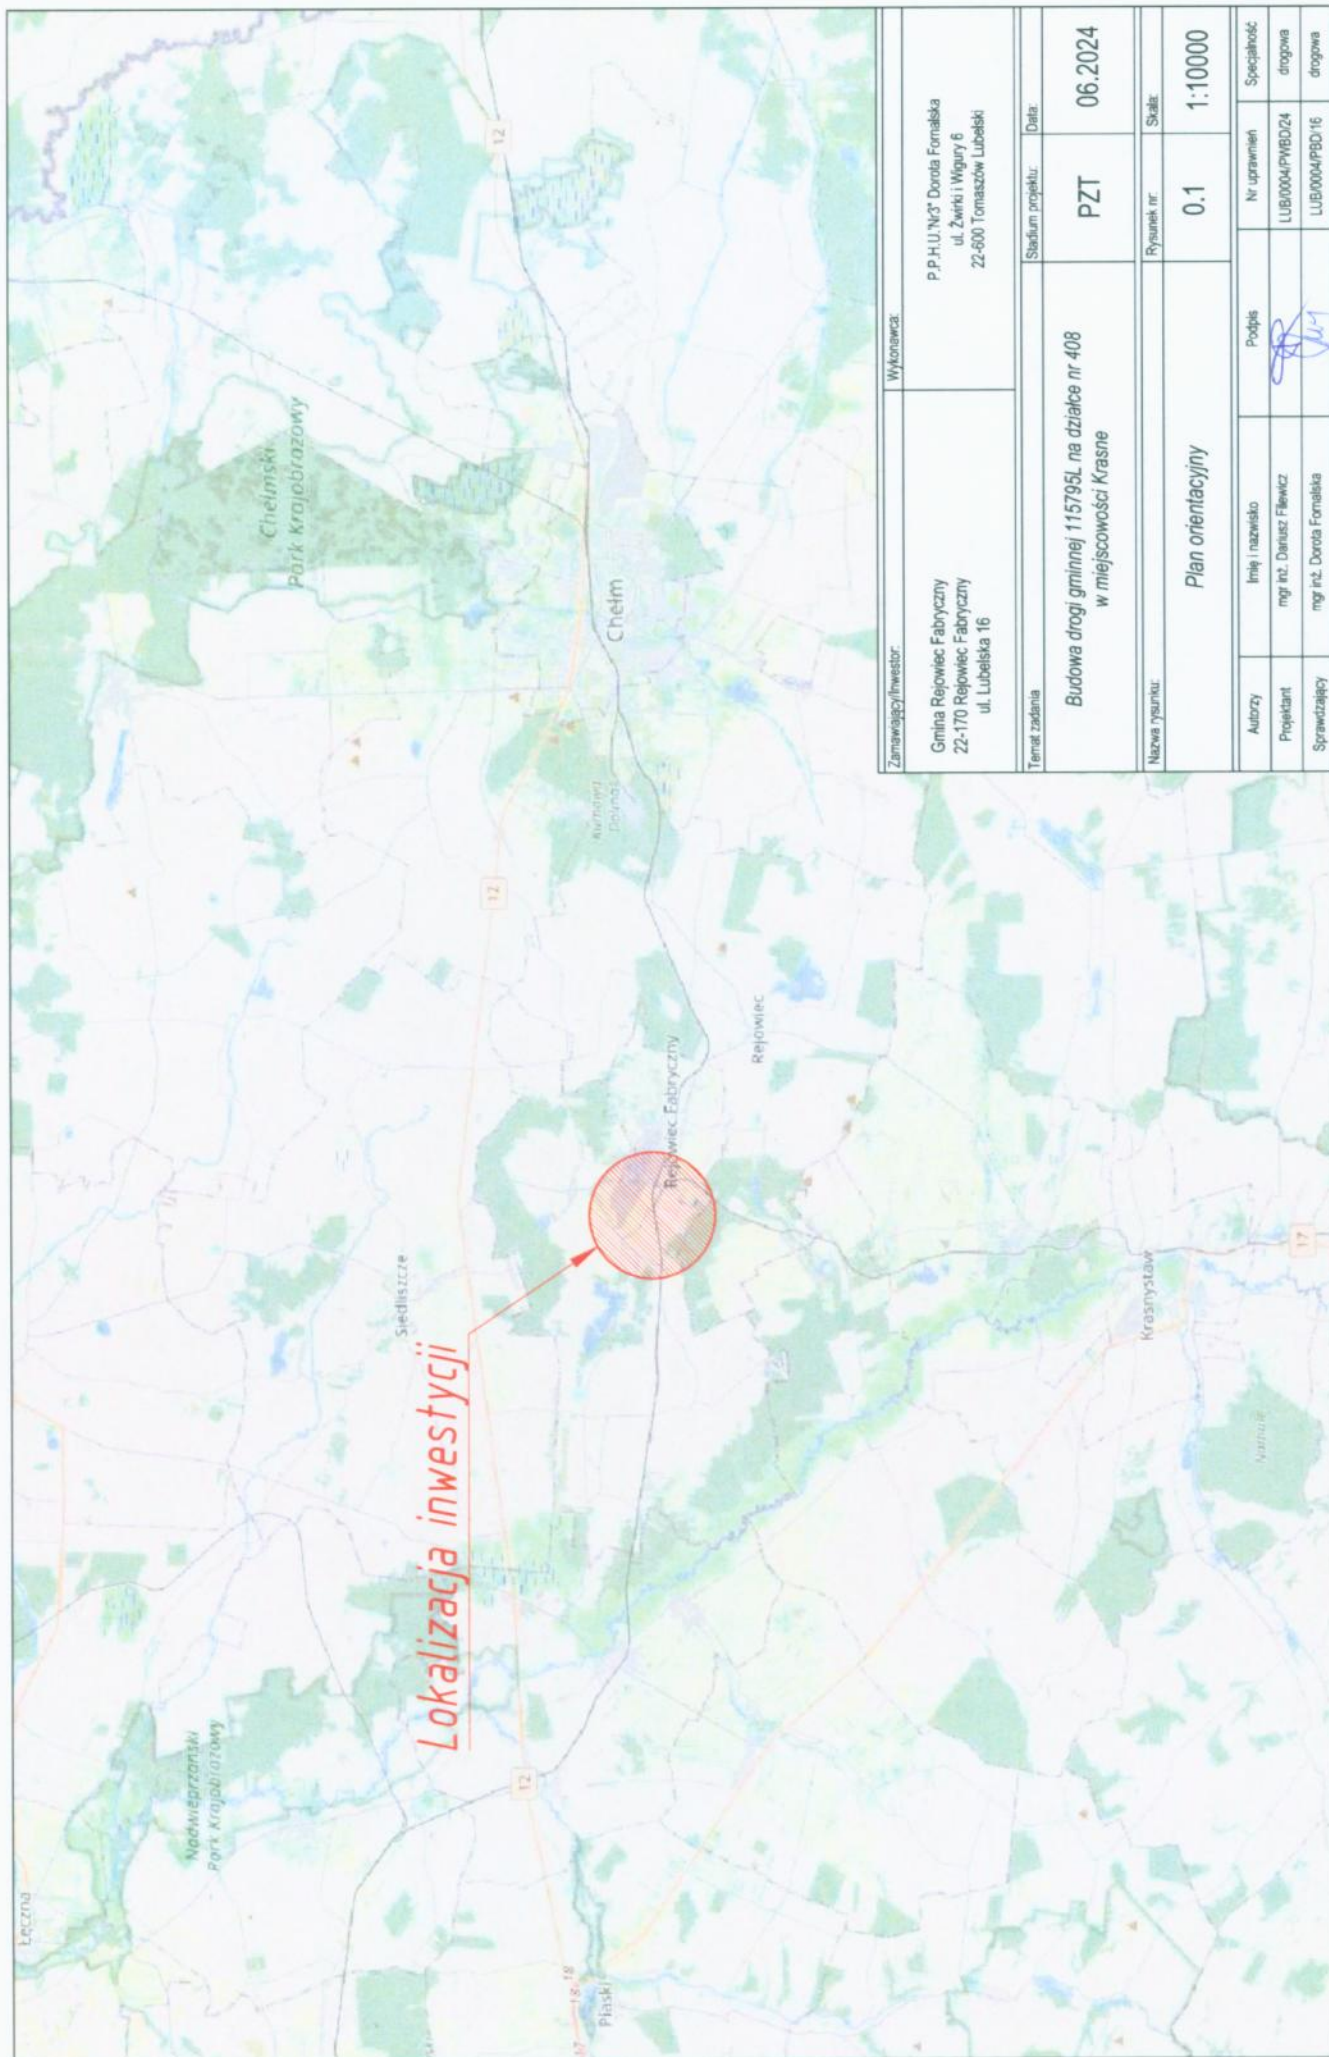 Łęczna
Nadwieprzański
Park Krajobrazowy
Chełmski
Park Krajobrazowy
Siedliszcze
Lokalizacja inwestycji
12
12
12
Chełm
Piaski
Rejowiec Fabryczny
Rejowiec
Krasnystaw
17
Zamawiający/Inwestor:
Wykonawca:
Gmina Rejowiec Fabryczny
22-170 Rejowiec Fabryczny
ul. Lubelska 16
P.P.H.U."Nr3" Dorota Fornalska
ul. Żwirki i Wigury 6
22-600 Tomaszów Lubelski
Temat zadania
Stadium projektu:
Data:
Budowa drogi gminnej 115795L na działce nr 408
w miejscowości Krasne
PZT
06.2024
Nazwa rysunku:
Rysunek nr:
Skala:
Plan orientacyjny
0.1
1:10000
Autorzy
Imię i nazwisko
Podpis
Nr uprawnień
Specjalność
Projektant
mgr inż. Dariusz Filewicz
LUB/0004/PWBD/24
drogowa
Sprawdzający
mgr inż. Dorota Fornalska
LUB/0004/PBD/16
drogowa